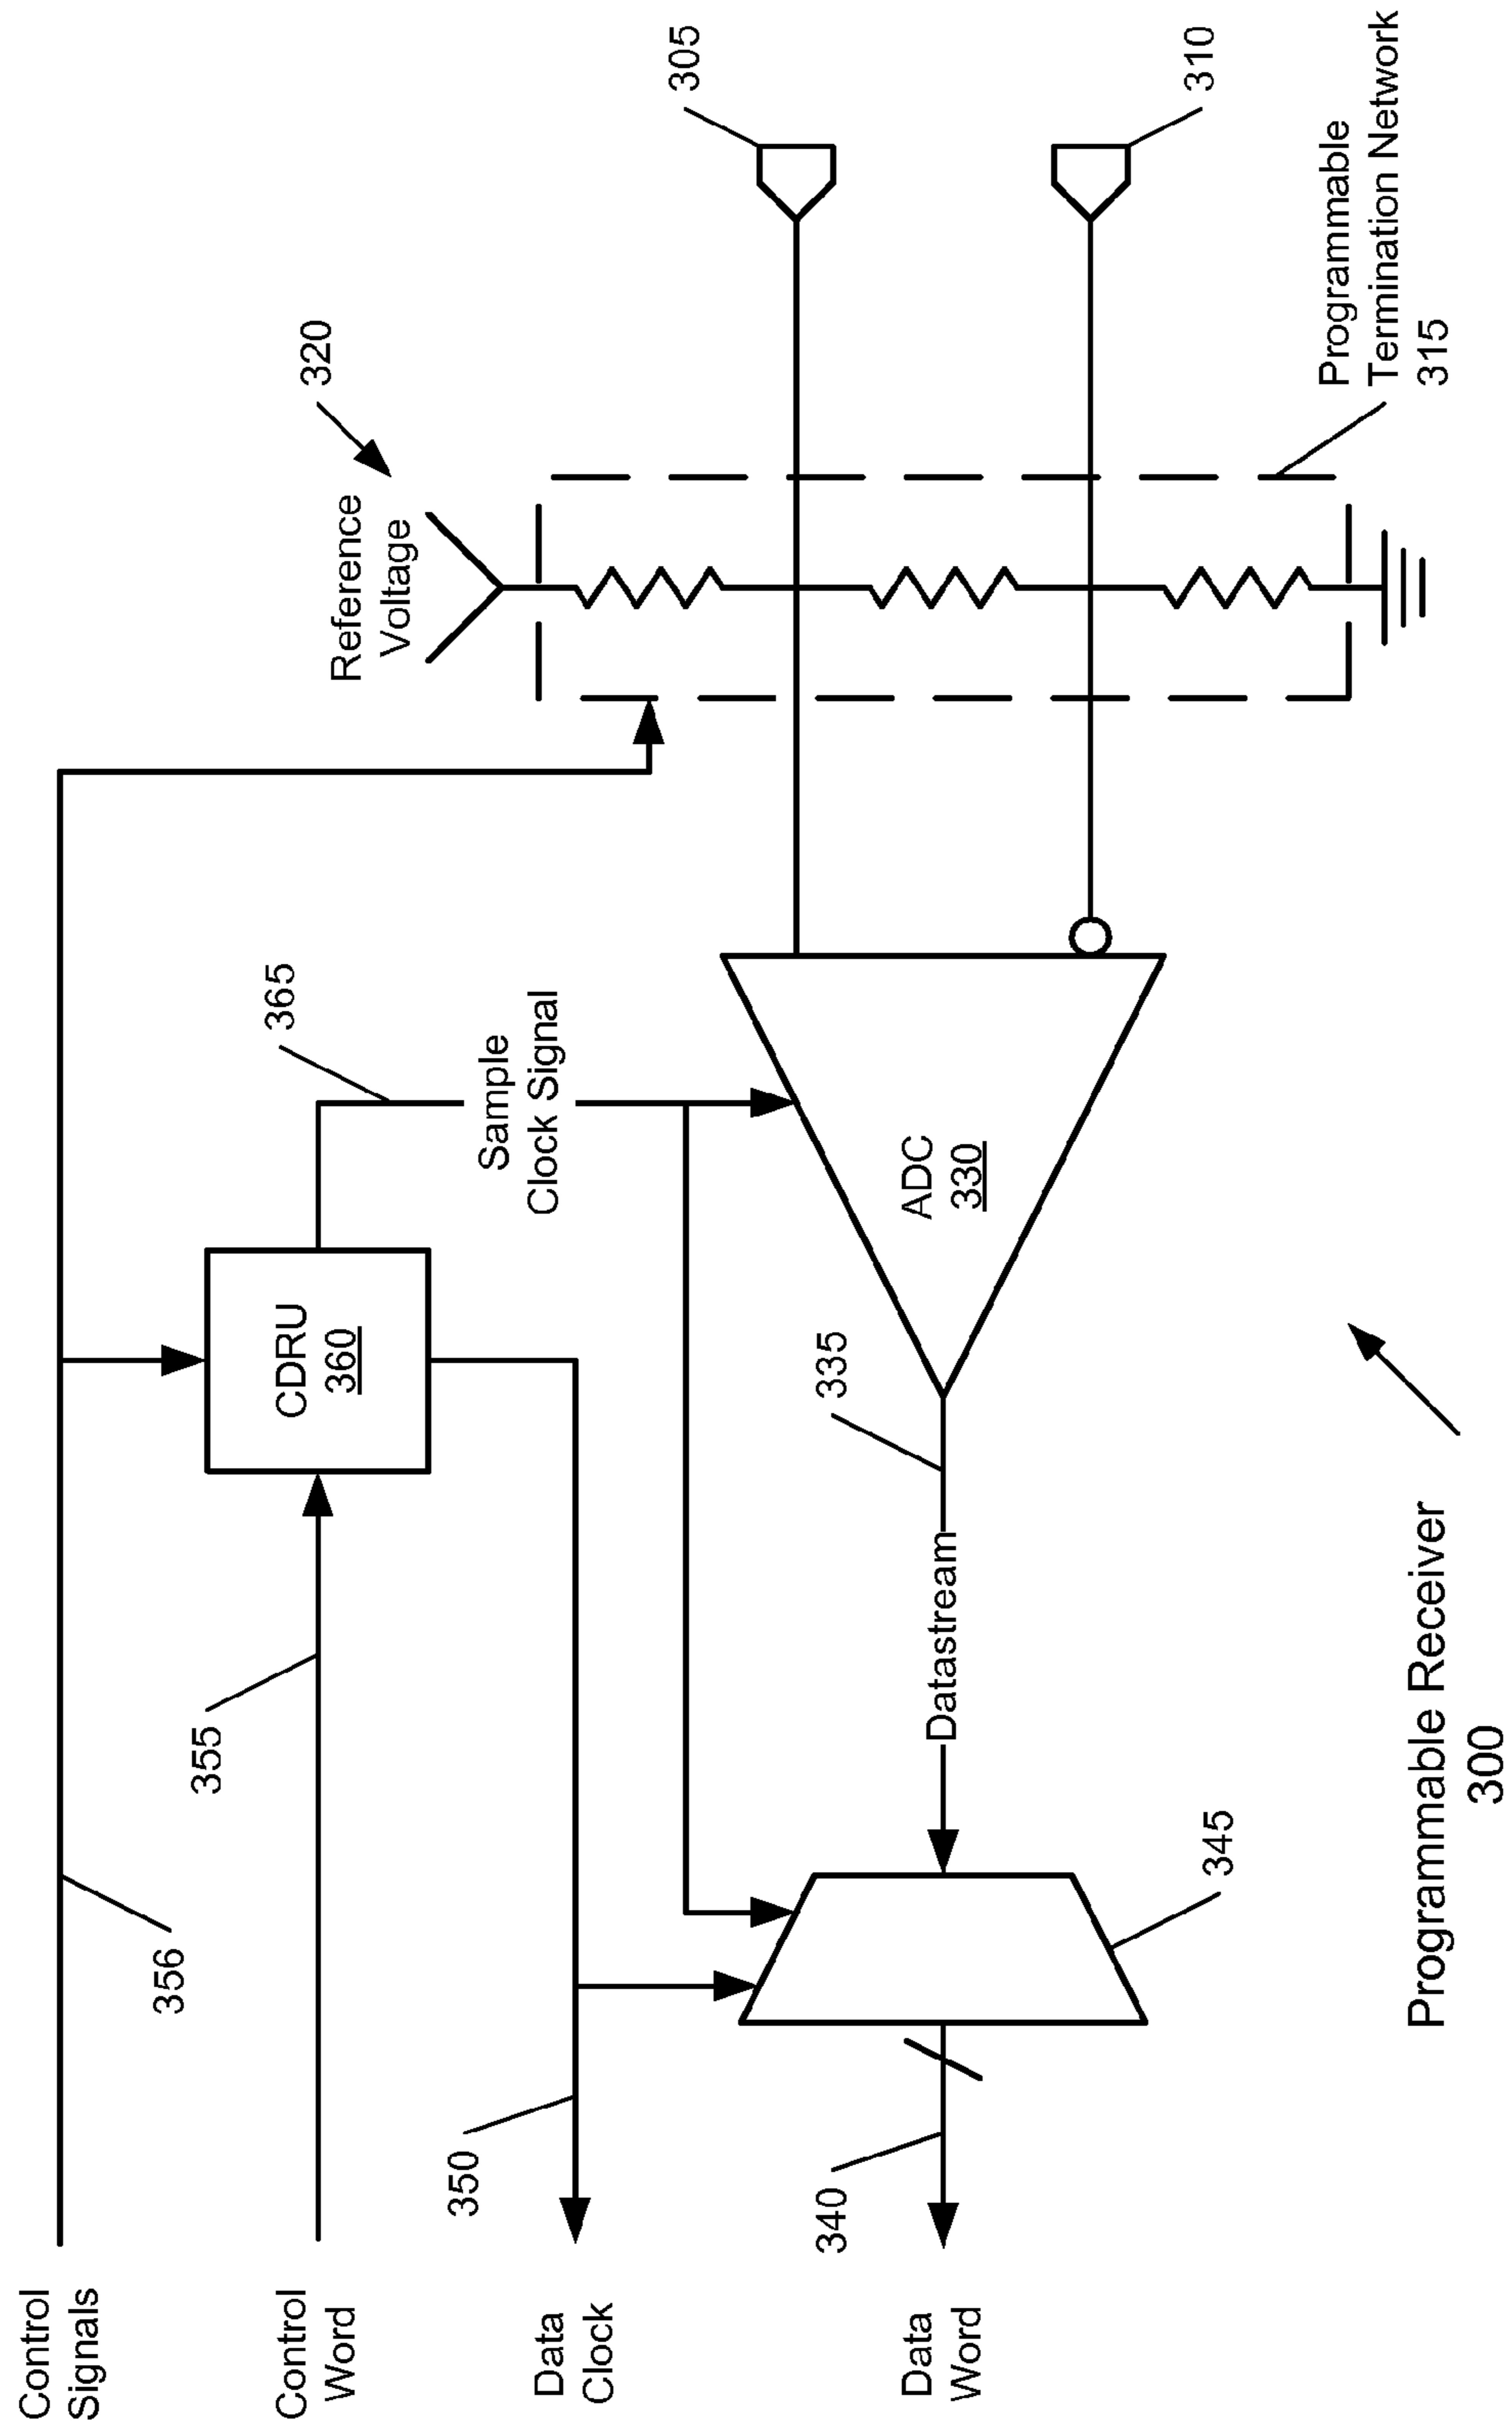 Control
Signals
356
Control
Word
355
CDRU
360
365
Sample
Clock Signal
320
Reference
Voltage
305
310
Programmable
Termination Network
315
ADC
330
335
Datastream
345
Data
Clock
350
Data
Word
340
Programmable Receiver
300